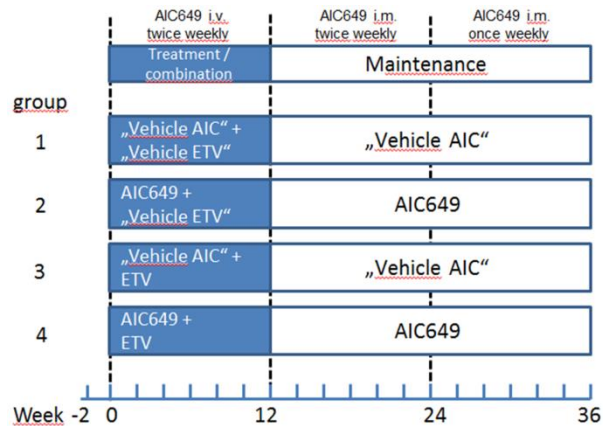 AIC649 i.v. twice weekly
AIC649 i.m. twice weekly
AIC649 i.m. once weekly
Treatment / combination
Maintenance
group
1
„Vehicle AIC“ +
„Vehicle ETV“
„Vehicle AIC“
2
AIC649 +
„Vehicle ETV“
AIC649
3
„Vehicle AIC“ +
ETV
„Vehicle AIC“
4
AIC649 +
ETV
AIC649
Week -2 0 12 24 36